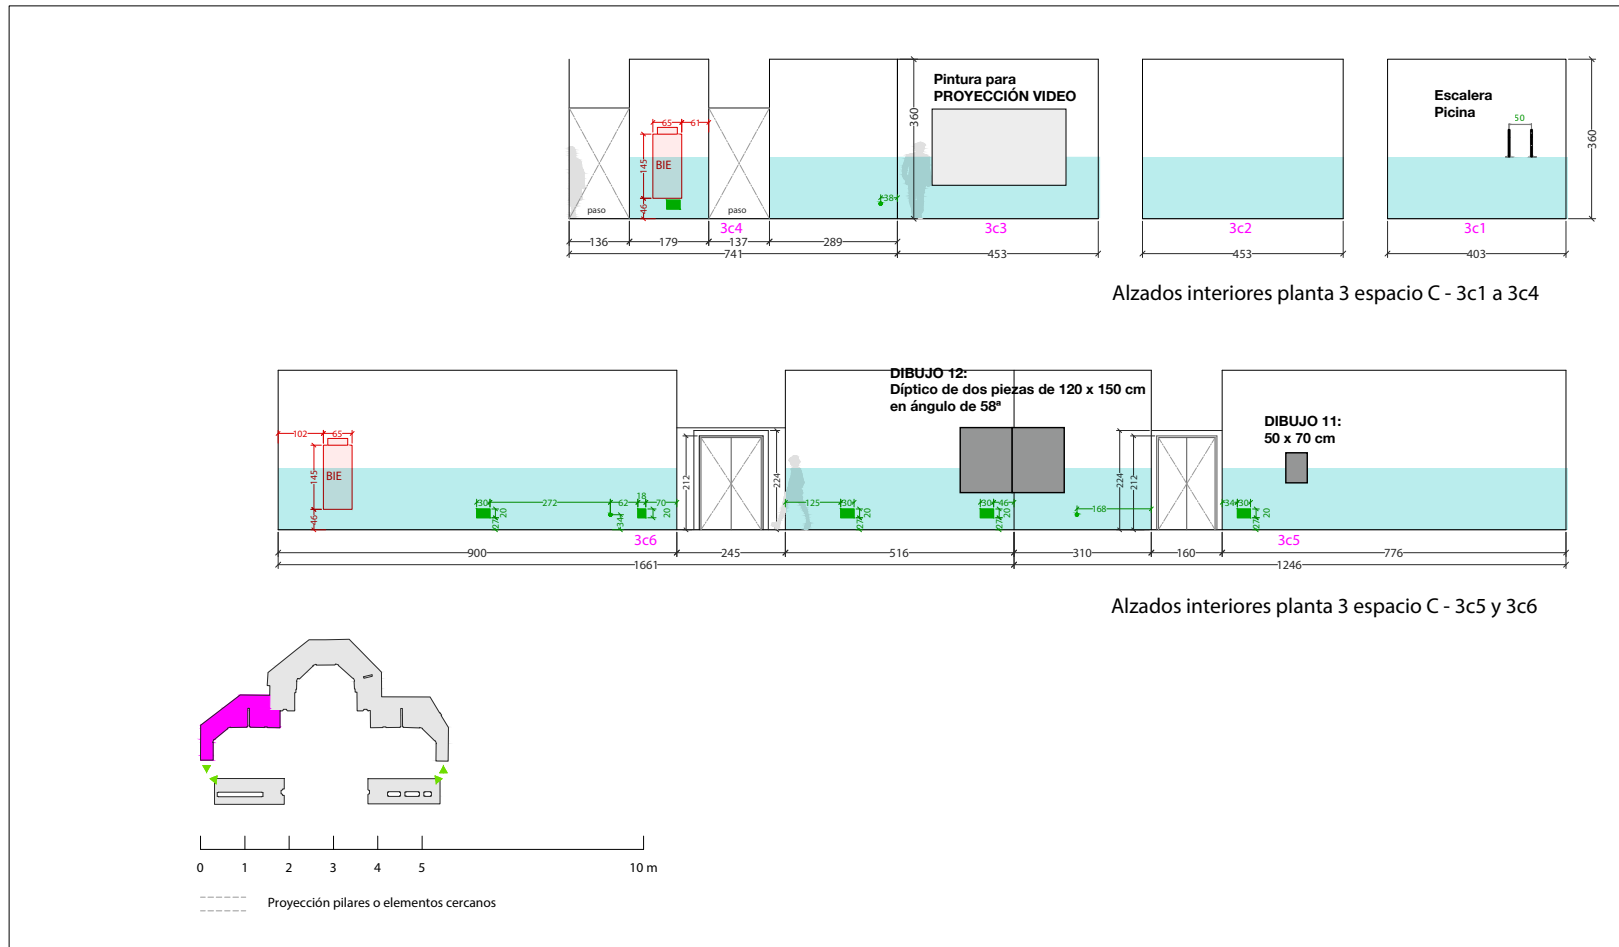 Pintura para
PROYECCIÓN VIDEO
Escalera
Picina
50
65
61
360
360
145
BIE
46
38
paso
paso
3c4
3c3
3c2
3c1
136
179
137
289
741
453
453
403
Alzados interiores planta 3 espacio C - 3c1 a 3c4
DIBUJO 12:
Díptico de dos piezas de 120 x 150 cm
en ángulo de 58ª
DIBUJO 11:
50 x 70 cm
102
65
145
BIE
46
30
272
62
18
70
20
27
34
20
212
224
125
30
20
27
30
46
20
27
168
224
212
34
30
20
27
3c6
3c5
900
245
516
310
160
776
1661
1246
Alzados interiores planta 3 espacio C - 3c5 y 3c6
0
1
2
3
4
5
10 m
Proyección pilares o elementos cercanos